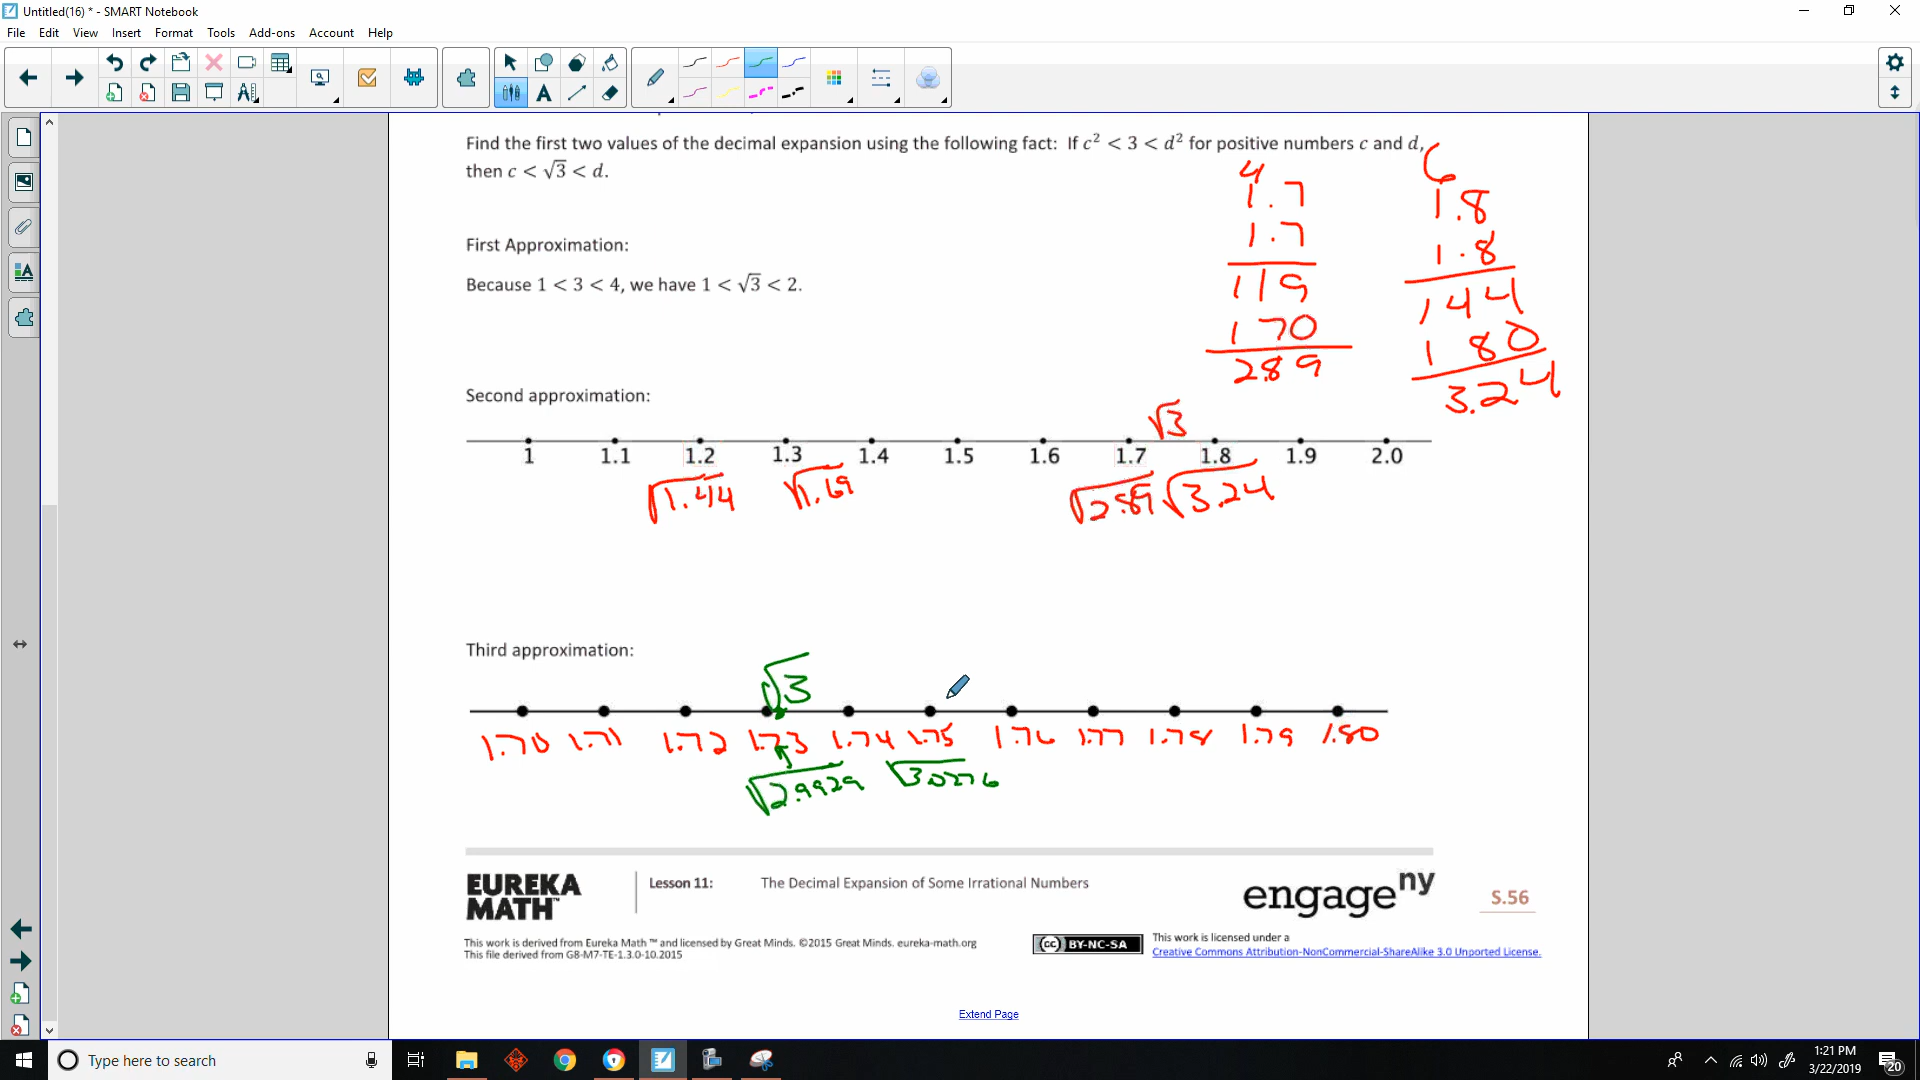 Untitled(16) * - SMART Notebook
File Edit View Insert Format Tools Add-ons Account Help
Find the first two values of the decimal expansion using the following fact: If c² < 3 < d² for positive numbers c and d,
then c < √3 < d.
4
1.7
1.7
119
170
2.89
6
1.8
1.8
144
180
3.24
First Approximation:
Because 1 < 3 < 4, we have 1 < √3 < 2.
Second approximation:
√3
1 1.1 1.2 1.3 1.4 1.5 1.6 1.7 1.8 1.9 2.0
√1.44 √1.69 √2.89 √3.24
Third approximation:
√3
1.70 1.71 1.72 1.73 1.74 1.75 1.76 1.77 1.78 1.79 1.80
√2.9929 √3.0276
EUREKA
MATH™
Lesson 11: The Decimal Expansion of Some Irrational Numbers
engage ny
S.56
This work is derived from Eureka Math ™ and licensed by Great Minds. ©2015 Great Minds. eureka-math.org
This file derived from G8-M7-TE-1.3.0-10.2015
(cc) BY-NC-SA
This work is licensed under a
Creative Commons Attribution-NonCommercial-ShareAlike 3.0 Unported License.
Extend Page
Type here to search
1:21 PM
3/22/2019
20